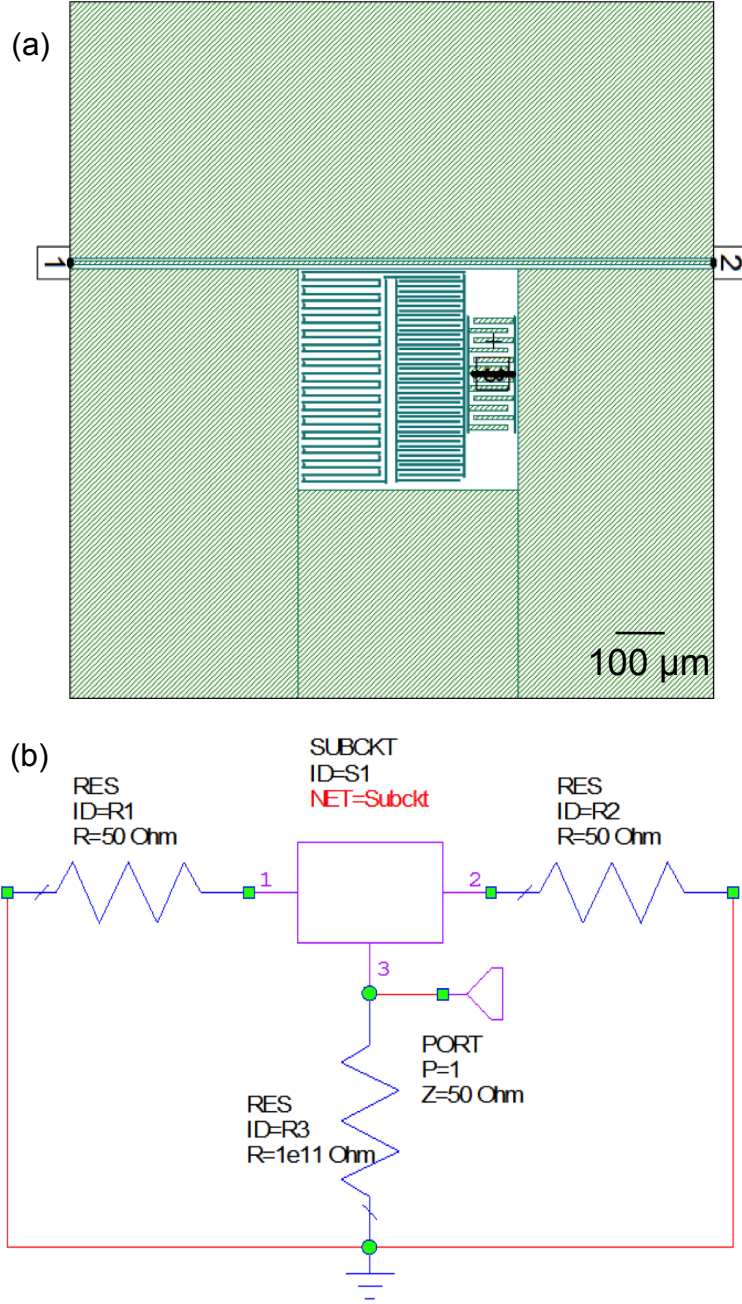 (a)
1
2
3
100 μm
(b)
SUBCKT
ID=S1
NET=Subckt
RES
ID=R1
R=50 Ohm
RES
ID=R2
R=50 Ohm
1
2
3
PORT
P=1
Z=50 Ohm
RES
ID=R3
R=1e11 Ohm